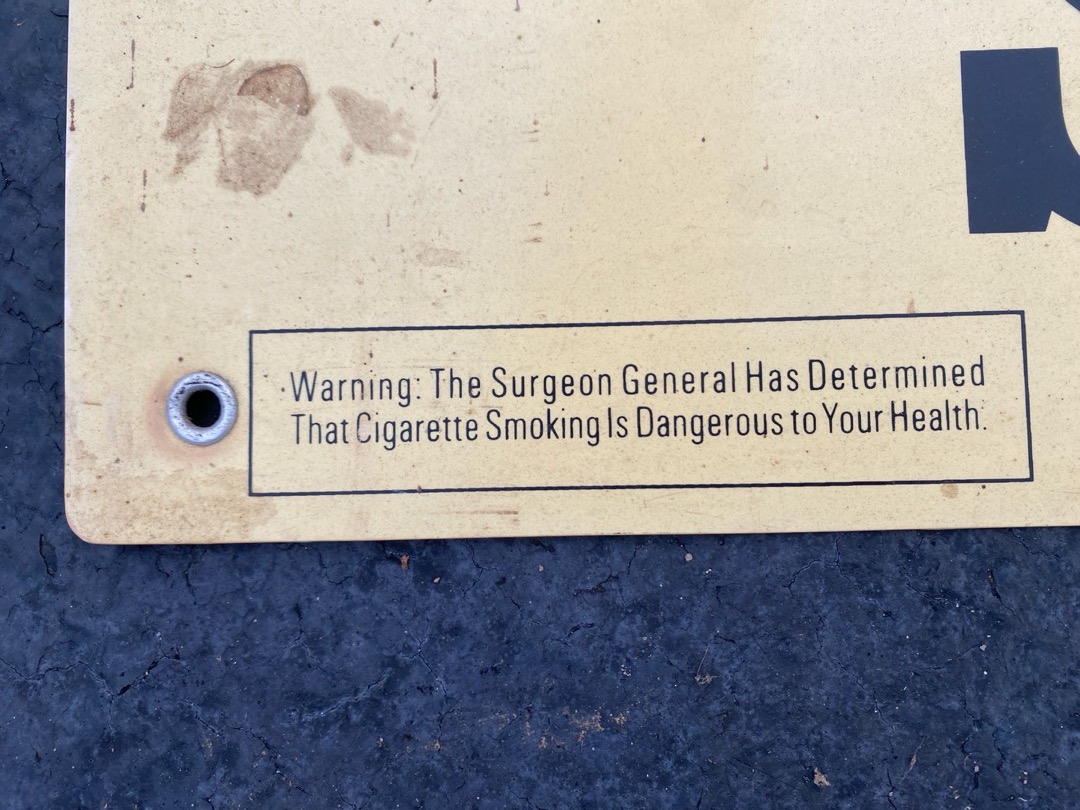 Warning: The Surgeon General Has Determined
That Cigarette Smoking Is Dangerous to Your Health.